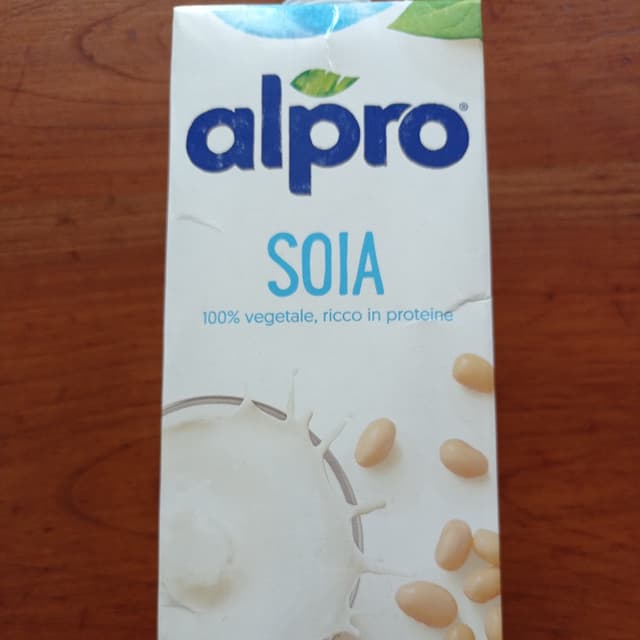 alpro®
SOIA
100% vegetale, ricco in proteine